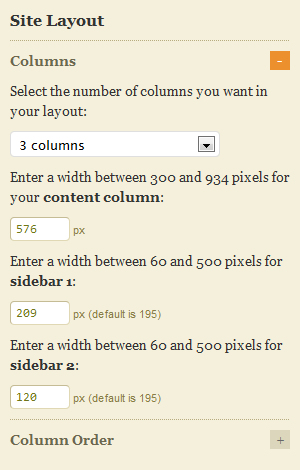 Site Layout
Columns
-
Select the number of columns you want in
your layout:
3 columns
Enter a width between 300 and 934 pixels for
your content column:
576 px
Enter a width between 60 and 500 pixels for
sidebar 1:
209 px (default is 195)
Enter a width between 60 and 500 pixels for
sidebar 2:
120 px (default is 195)
Column Order +